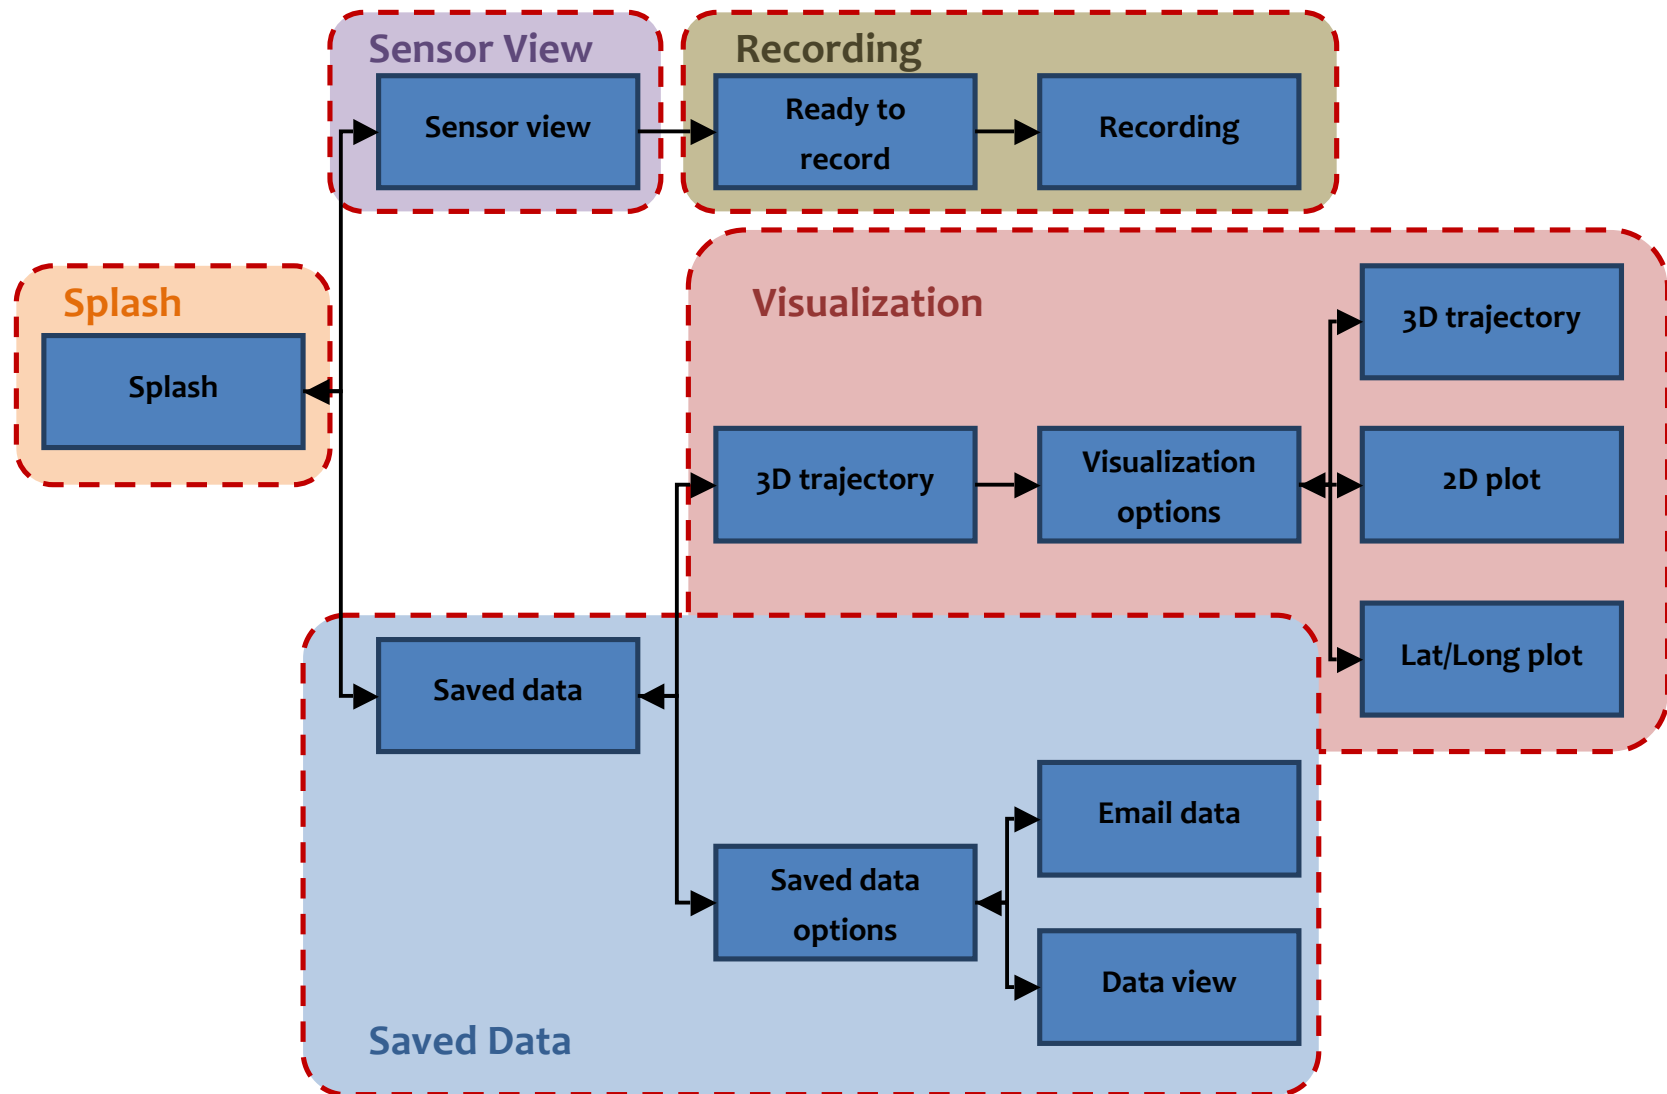 Sensor View
Sensor view
Recording
Ready to
record
Recording
Splash
Splash
Visualization
3D trajectory
Visualization
options
3D trajectory
2D plot
Lat/Long plot
Saved data
Saved data
options
Email data
Data view
Saved Data